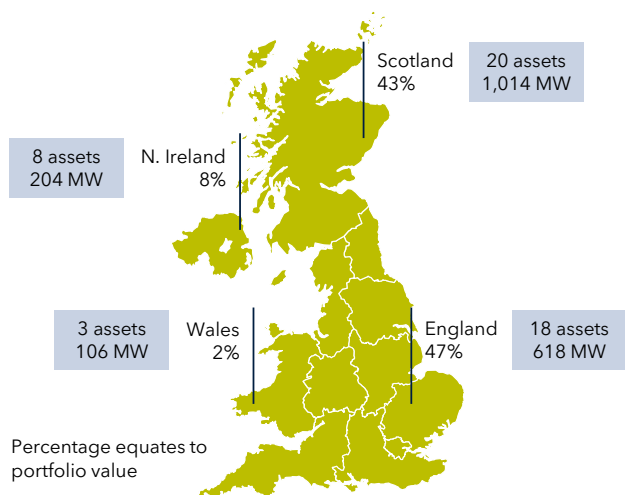 Scotland
43%
20 assets
1,014 MW
8 assets
204 MW
N. Ireland
8%
3 assets
106 MW
Wales
2%
England
47%
18 assets
618 MW
Percentage equates to
portfolio value